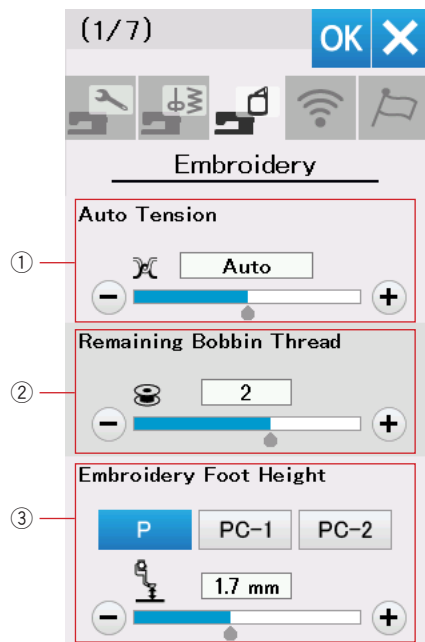 (1/7)
OK
Embroidery
Auto Tension
① Auto
Remaining Bobbin Thread
② 2
Embroidery Foot Height
③
P PC-1 PC-2
1.7 mm